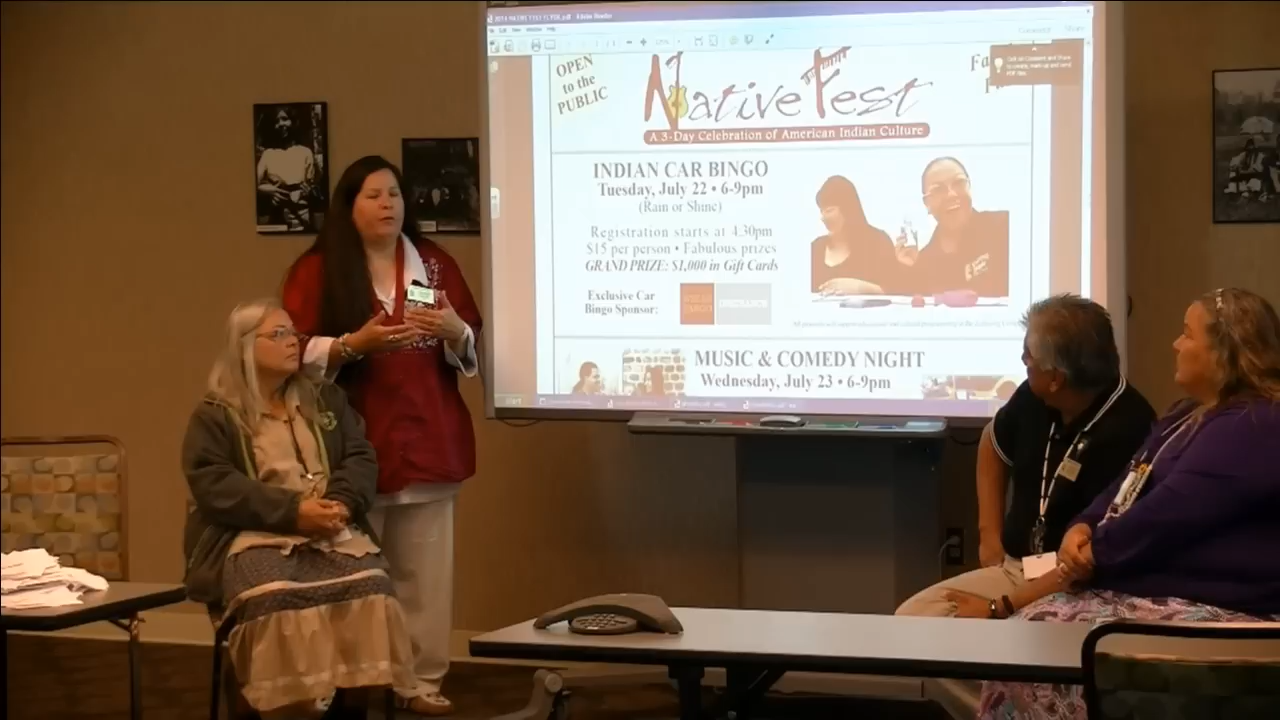 OPEN
to the
PUBLIC
NativeFest
A 3-Day Celebration of American Indian Culture
INDIAN CAR BINGO
Tuesday, July 22 • 6-9pm
(Rain or Shine)
Registration starts at 4:30pm
$15 per person • Fabulous prizes
GRAND PRIZE: $1,000 in Gift Cards
Exclusive Car
Bingo Sponsor:
MUSIC & COMEDY NIGHT
Wednesday, July 23 • 6-9pm